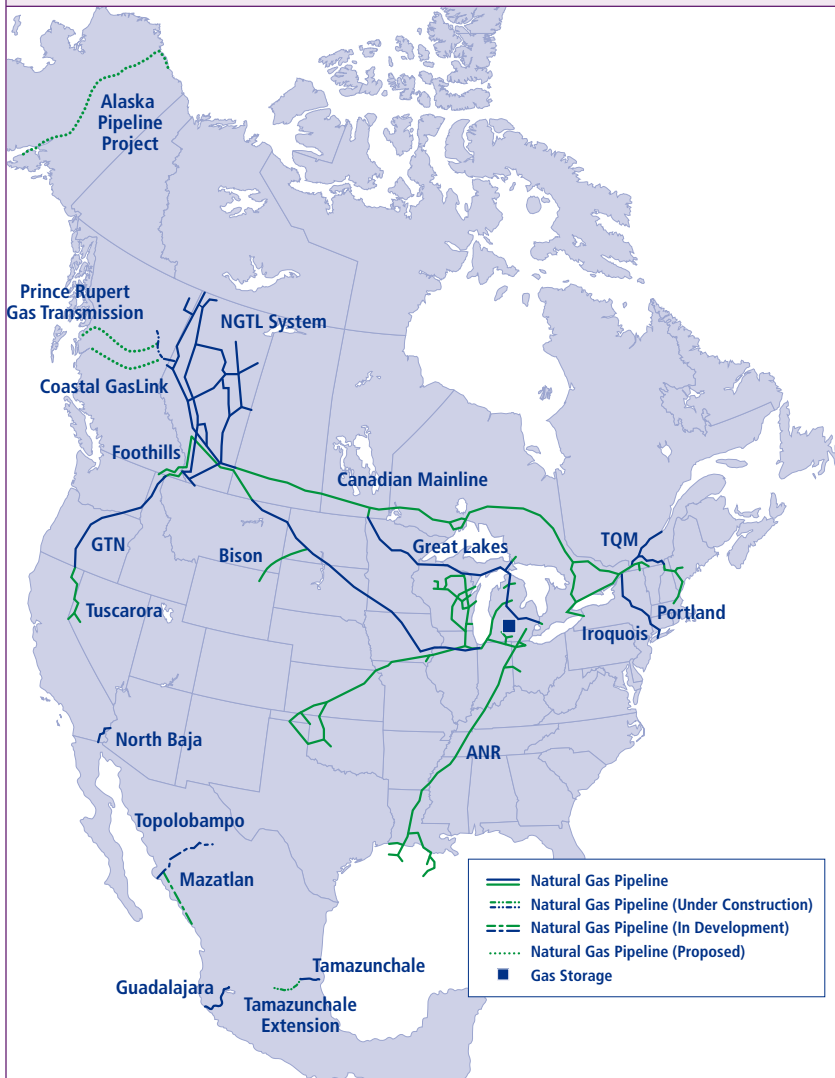 Alaska
Pipeline
Project
Prince Rupert
Gas Transmission
NGTL System
Coastal GasLink
Foothills
Canadian Mainline
GTN
Bison
Great Lakes
TQM
Tuscarora
Portland
Iroquois
North Baja
ANR
Topolobampo
Mazatlan
Guadalajara
Tamazunchale
Tamazunchale
Extension
Natural Gas Pipeline
Natural Gas Pipeline (Under Construction)
Natural Gas Pipeline (In Development)
Natural Gas Pipeline (Proposed)
Gas Storage